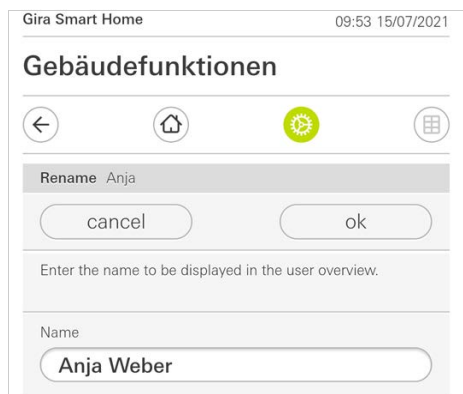 Gira Smart Home 09:53 15/07/2021
Gebäudefunktionen
Rename Anja
cancel ok
Enter the name to be displayed in the user overview.
Name
Anja Weber